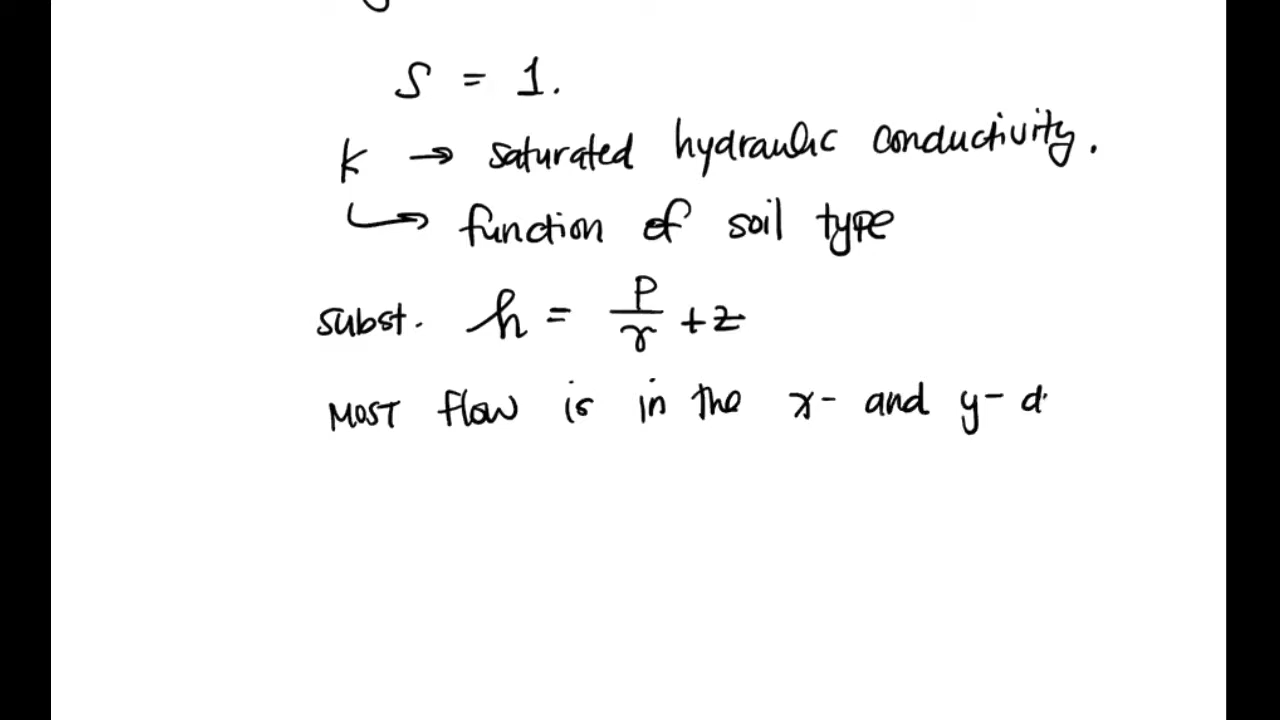 S = 1.
K → saturated hydraulic conductivity.
↳ function of soil type
subst. h = P/γ + z
MOST flow is in the x- and y- d